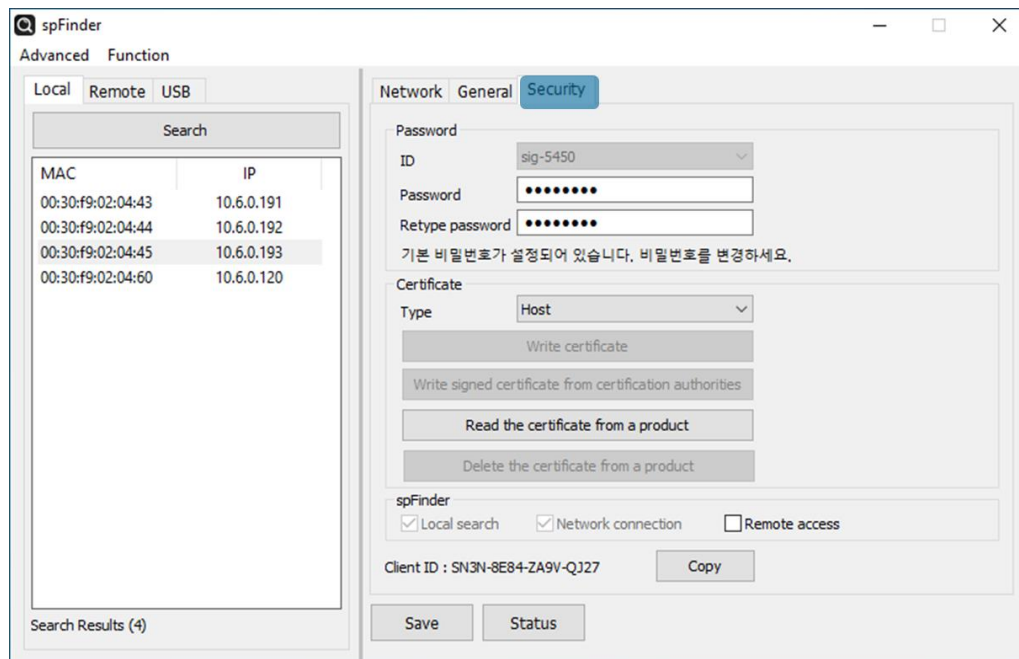 spFinder
Advanced Function
Local Remote USB
Search
MAC IP
00:30:f9:02:04:43 10.6.0.191
00:30:f9:02:04:44 10.6.0.192
00:30:f9:02:04:45 10.6.0.193
00:30:f9:02:04:60 10.6.0.120
Search Results (4)
Network General Security
Password
ID sig-5450
Password ••••••••
Retype password ••••••••
기본 비밀번호가 설정되어 있습니다. 비밀번호를 변경하세요.
Certificate
Type Host
Write certificate
Write signed certificate from certification authorities
Read the certificate from a product
Delete the certificate from a product
spFinder
Local search Network connection Remote access
Client ID : SN3N-8E84-ZA9V-QJ27 Copy
Save Status